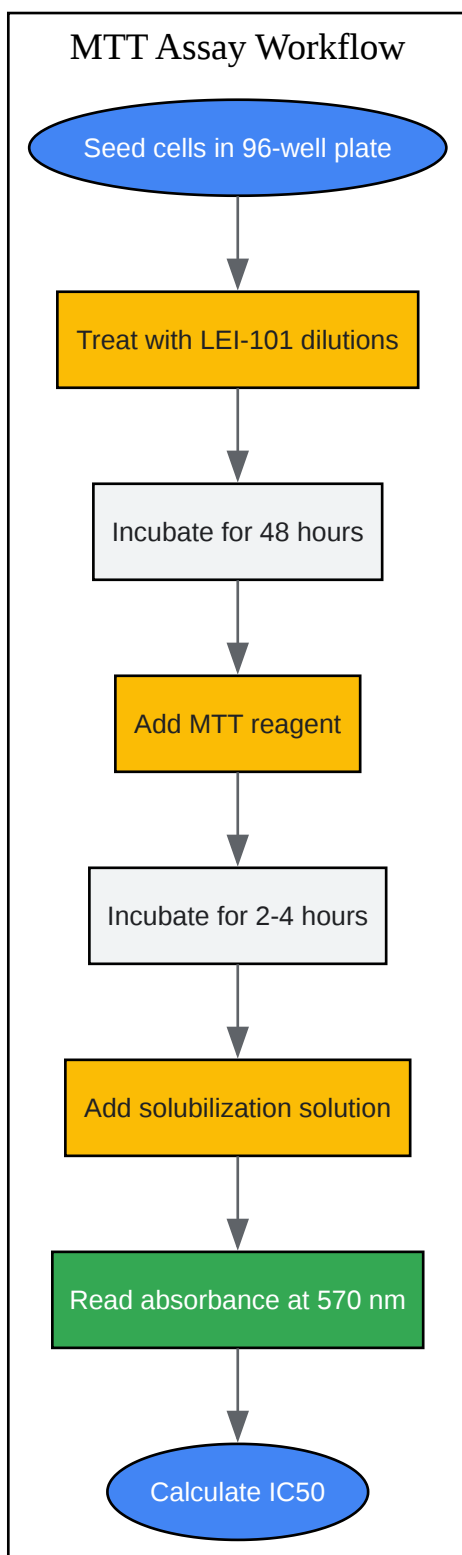 MTT Assay Workflow
Seed cells in 96-well plate
Treat with LEI-101 dilutions
Incubate for 48 hours
Add MTT reagent
Incubate for 2-4 hours
Add solubilization solution
Read absorbance at 570 nm
Calculate IC50